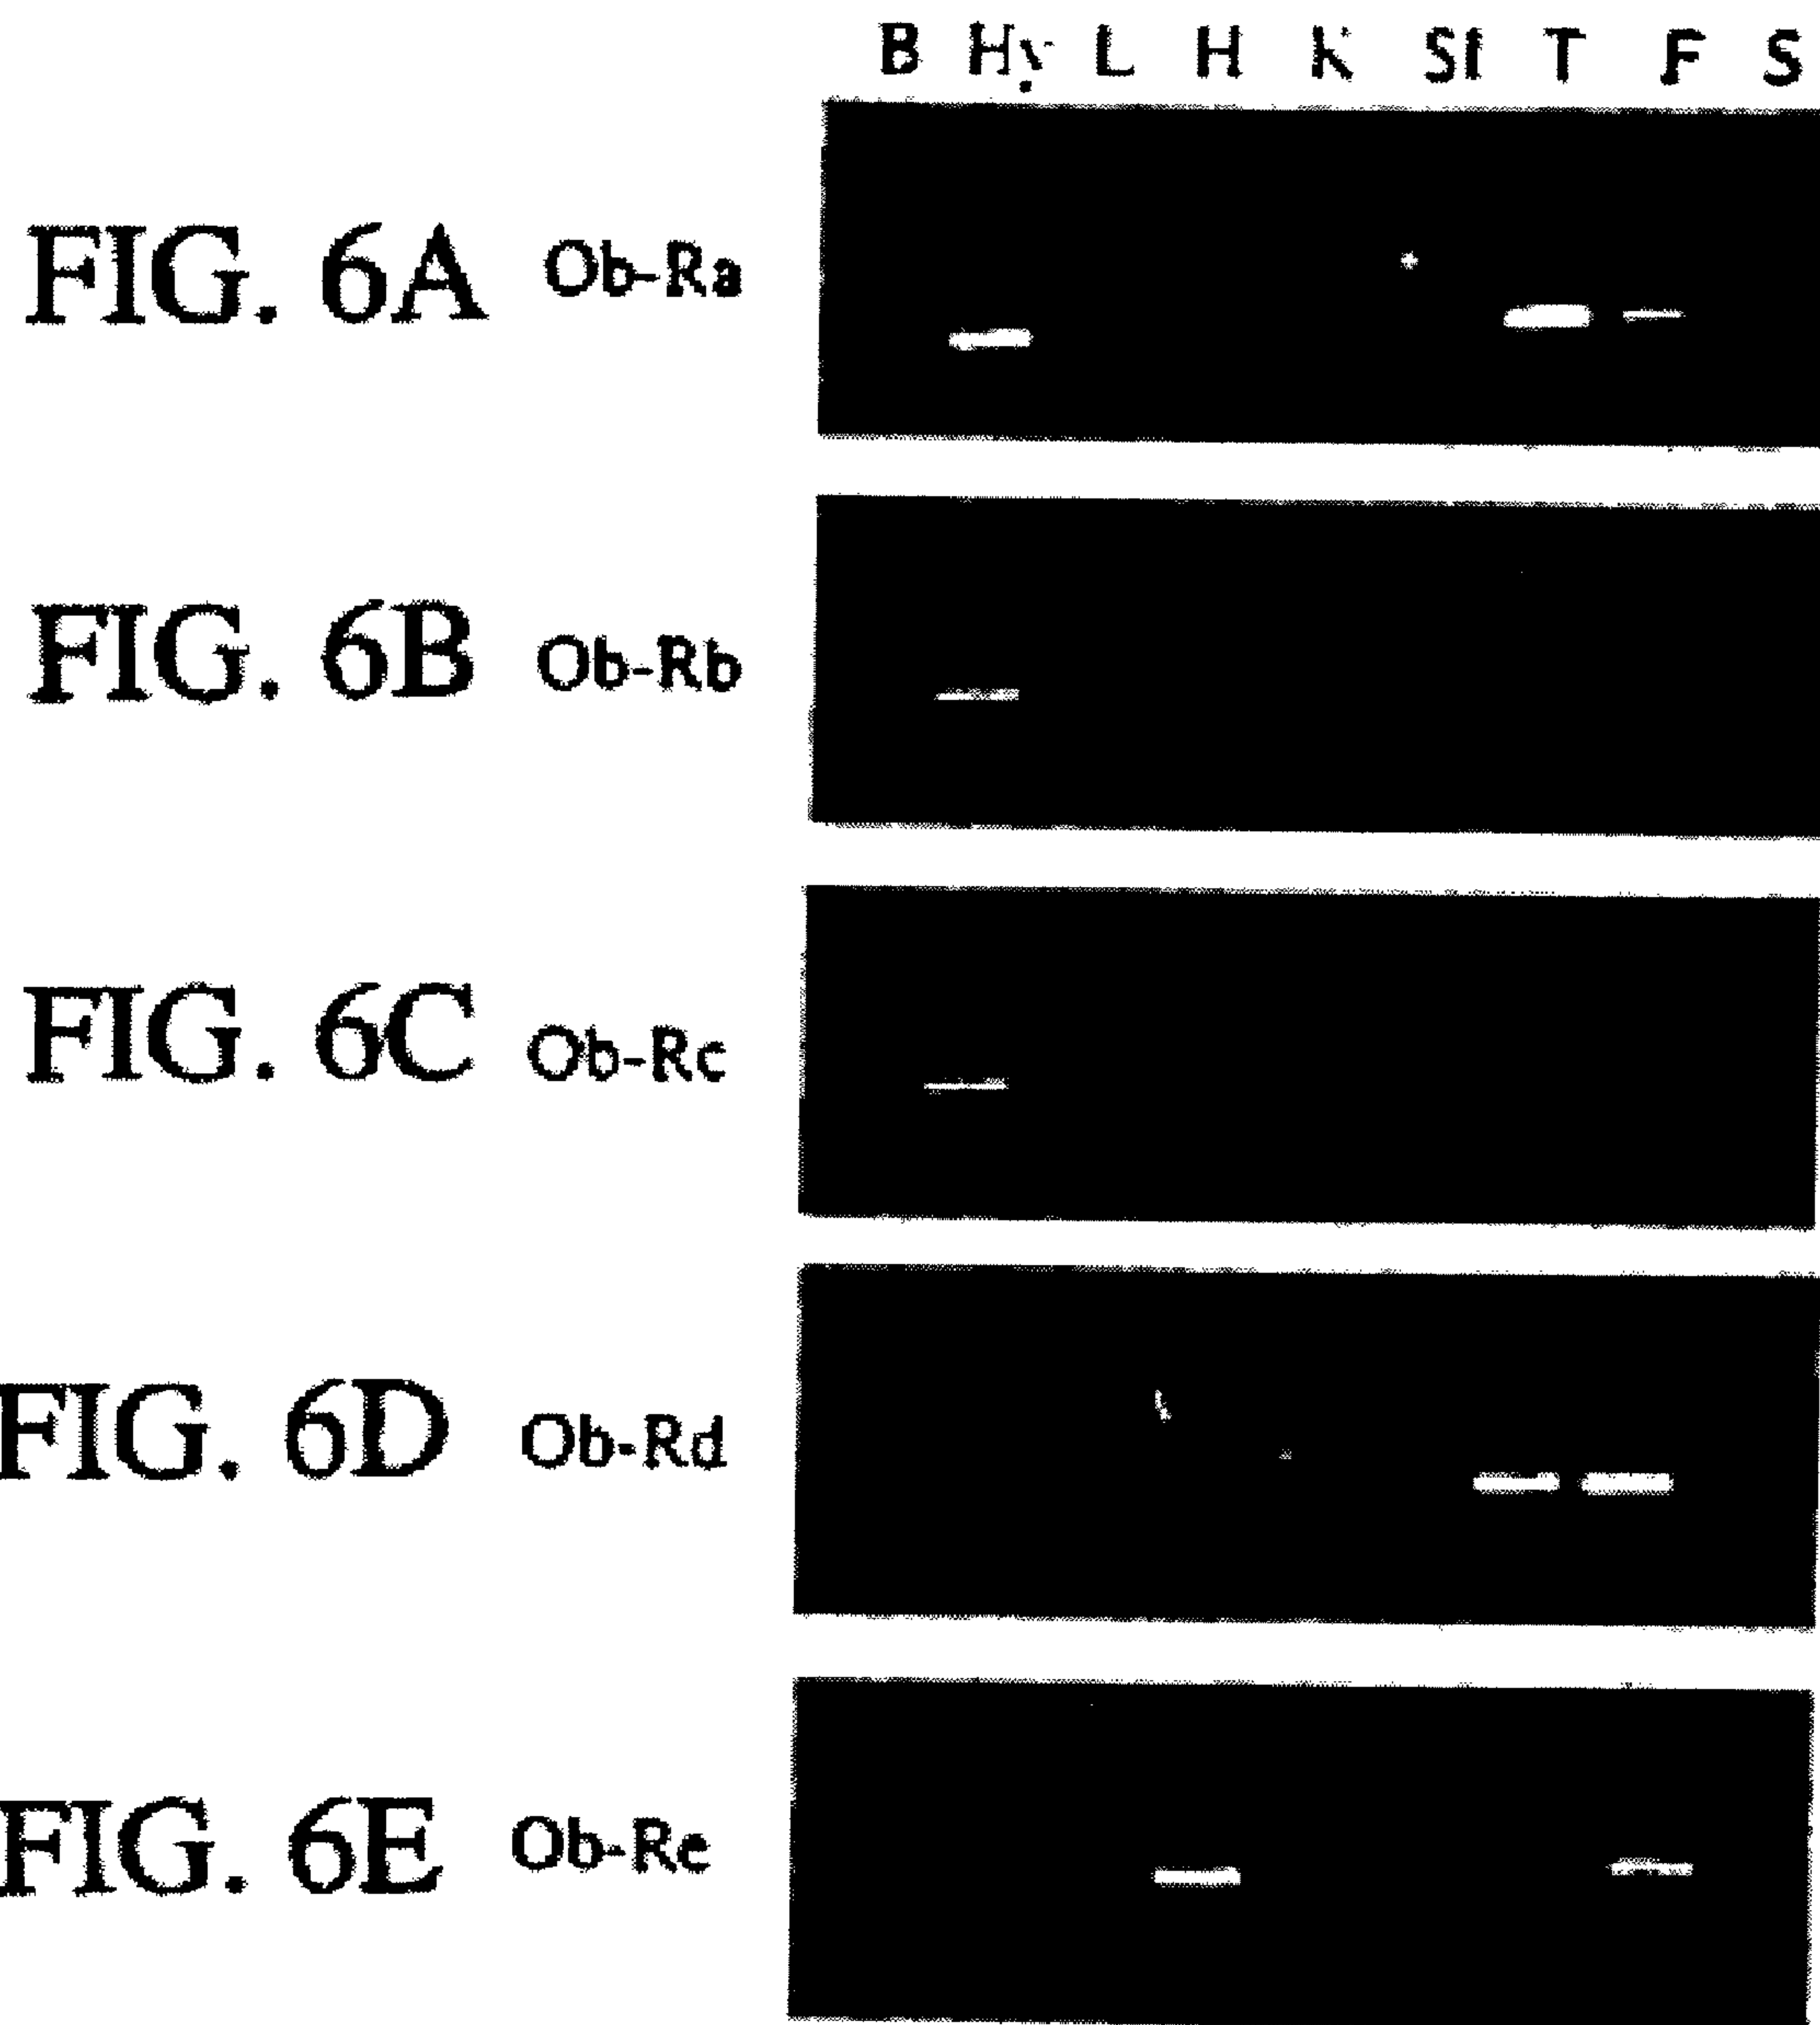 B Hy L H K St T F S
FIG. 6A Ob-Ra
FIG. 6B Ob-Rb
FIG. 6C Ob-Rc
FIG. 6D Ob-Rd
FIG. 6E Ob-Re